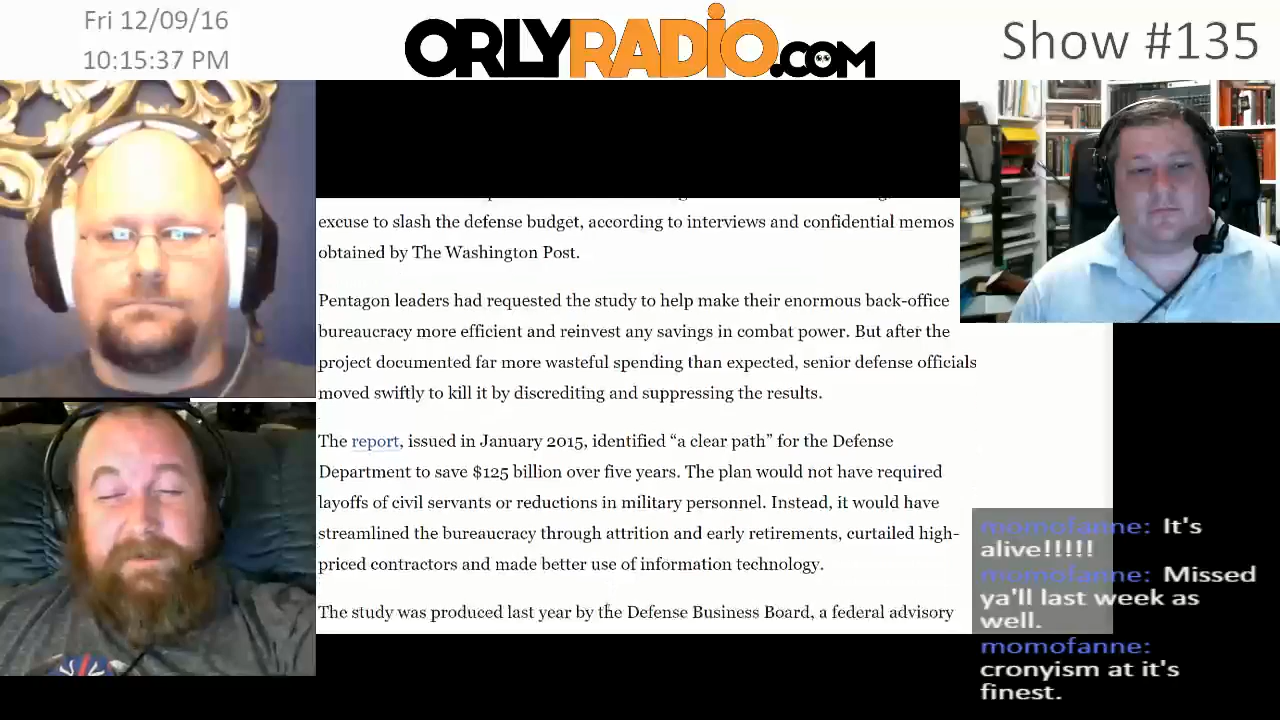 Fri 12/09/16
10:15:37 PM
ORLYRADIO.COM
Show #135
excuse to slash the defense budget, according to interviews and confidential memos
obtained by The Washington Post.
Pentagon leaders had requested the study to help make their enormous back-office
bureaucracy more efficient and reinvest any savings in combat power. But after the
project documented far more wasteful spending than expected, senior defense officials
moved swiftly to kill it by discrediting and suppressing the results.
The report, issued in January 2015, identified “a clear path” for the Defense
Department to save $125 billion over five years. The plan would not have required
layoffs of civil servants or reductions in military personnel. Instead, it would have
streamlined the bureaucracy through attrition and early retirements, curtailed high-
priced contractors and made better use of information technology.
The study was produced last year by the Defense Business Board, a federal advisory
momofanne: It's
alive!!!!!
momofanne: Missed
ya'll last week as
well.
momofanne:
cronyism at it's
finest.